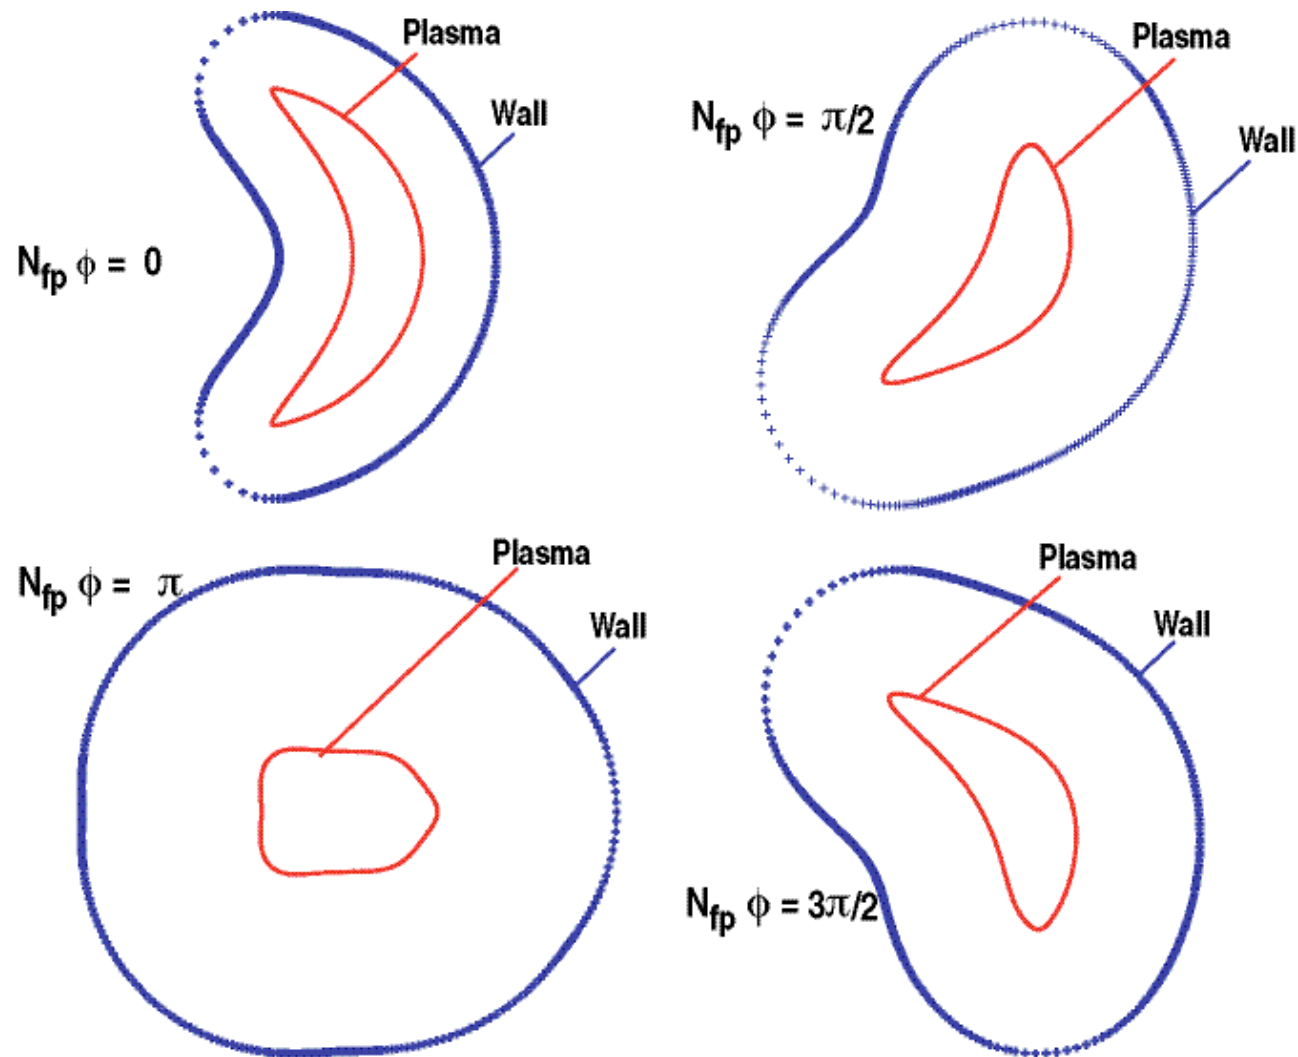 Plasma
Wall
N_fp ϕ = 0
Plasma
N_fp ϕ = π/2
Wall
Plasma
N_fp ϕ = π
Wall
Plasma
Wall
N_fp ϕ = 3π/2